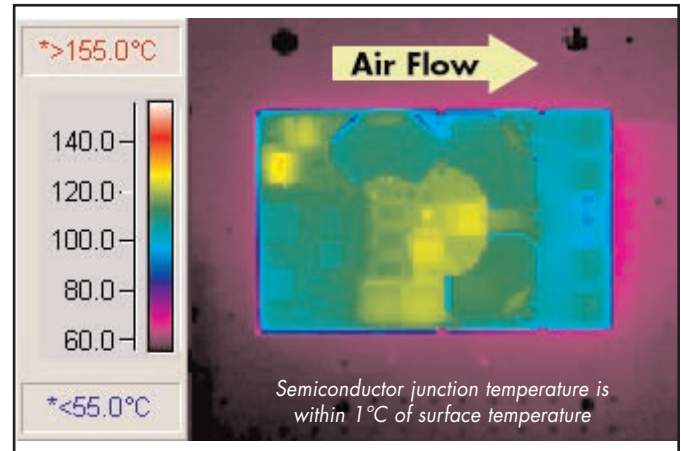 *>155.0°C
140.0
120.0
100.0
80.0
60.0
*<55.0°C
Air Flow
Semiconductor junction temperature is
within 1°C of surface temperature